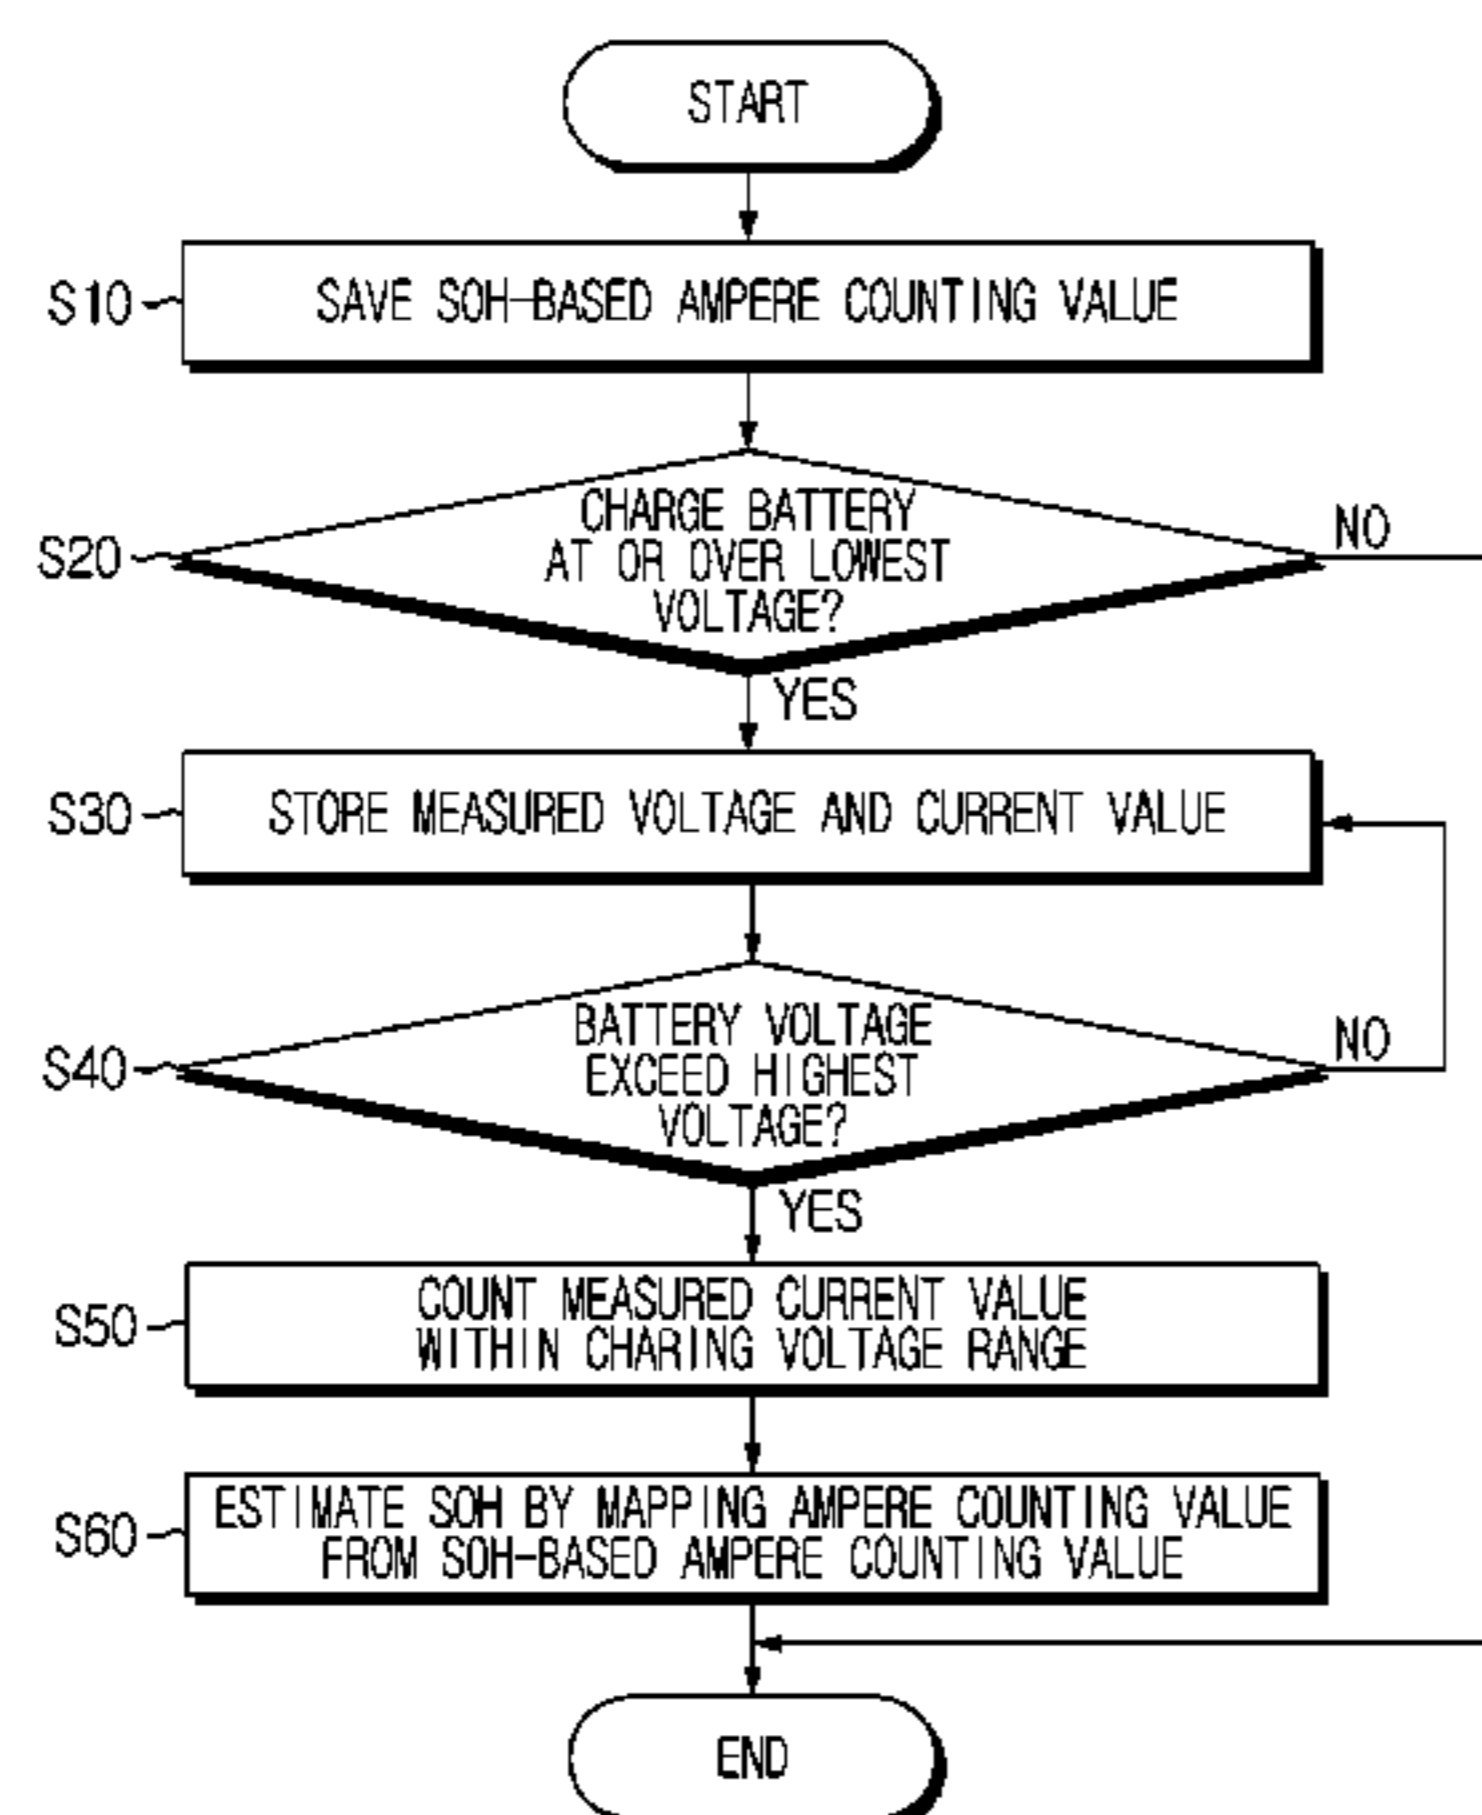 START
S10
SAVE SOH-BASED AMPERE COUNTING VALUE
S20
CHARGE BATTERY
AT OR OVER LOWEST
VOLTAGE?
NO
YES
S30
STORE MEASURED VOLTAGE AND CURRENT VALUE
S40
BATTERY VOLTAGE
EXCEED HIGHEST
VOLTAGE?
NO
YES
S50
COUNT MEASURED CURRENT VALUE
WITHIN CHARING VOLTAGE RANGE
S60
ESTIMATE SOH BY MAPPING AMPERE COUNTING VALUE
FROM SOH-BASED AMPERE COUNTING VALUE
END